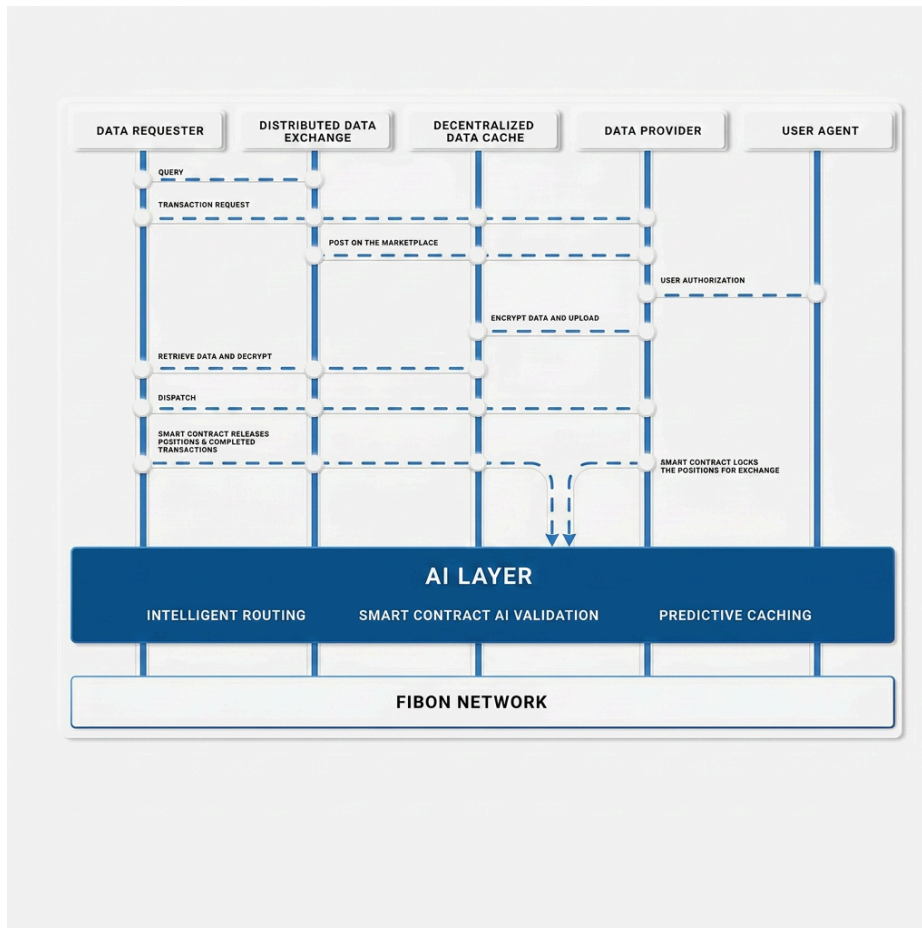 DATA REQUESTER
DISTRIBUTED DATA
EXCHANGE
DECENTRALIZED
DATA CACHE
DATA PROVIDER
USER AGENT
QUERY
TRANSACTION REQUEST
POST ON THE MARKETPLACE
USER AUTHORIZATION
ENCRYPT DATA AND UPLOAD
RETRIEVE DATA AND DECRYPT
DISPATCH
SMART CONTRACT RELEASES
POSITIONS & COMPLETED
TRANSACTIONS
SMART CONTRACT LOCKS
THE POSITIONS FOR EXCHANGE
AI LAYER
INTELLIGENT ROUTING
SMART CONTRACT AI VALIDATION
PREDICTIVE CACHING
FIBON NETWORK